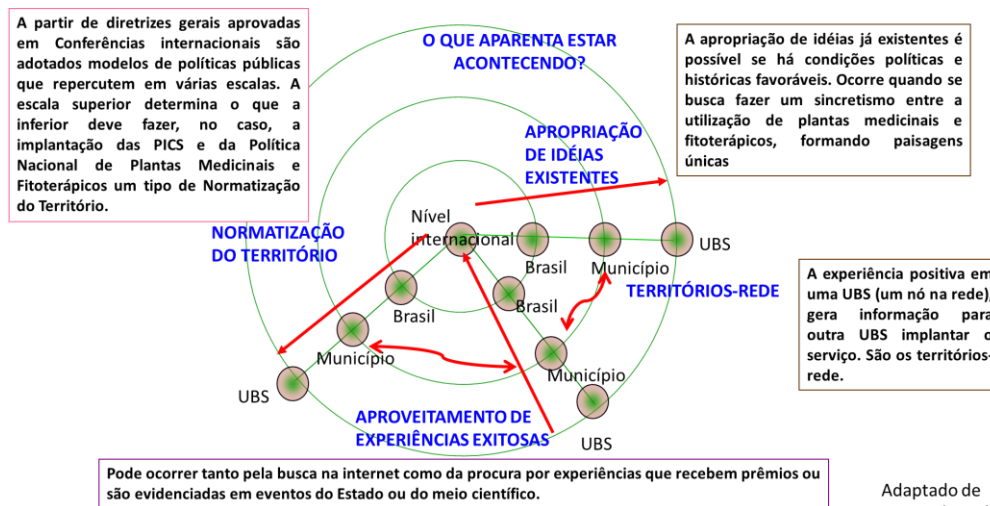 A partir de diretrizes gerais aprovadas
em Conferências internacionais são
adotados modelos de políticas públicas
que repercutem em várias escalas. A
escala superior determina o que a
inferior deve fazer, no caso, a
implantação das PICS e da Política
Nacional de Plantas Medicinais e
Fitoterápicos um tipo de Normatização
do Território.
O QUE APARENTA ESTAR
ACONTECENDO?
A apropriação de idéias já existentes é
possível se há condições políticas e
históricas favoráveis. Ocorre quando se
busca fazer um sincretismo entre a
utilização de plantas medicinais e
fitoterápicos, formando paisagens
únicas
APROPRIAÇÃO
DE IDÉIAS
EXISTENTES
NORMATIZAÇÃO
DO TERRITÓRIO
Nível
internacional
Brasil
Município
UBS
TERRITÓRIOS-REDE
Brasil
Município
UBS
Brasil
Município
UBS
A experiência positiva em
uma UBS (um nó na rede),
gera informação para
outra UBS implantar o
serviço. São os territórios-
rede.
APROVEITAMENTO DE
EXPERIÊNCIAS EXITOSAS
Pode ocorrer tanto pela busca na internet como da procura por experiências que recebem prêmios ou
são evidenciadas em eventos do Estado ou do meio científico.
Adaptado de